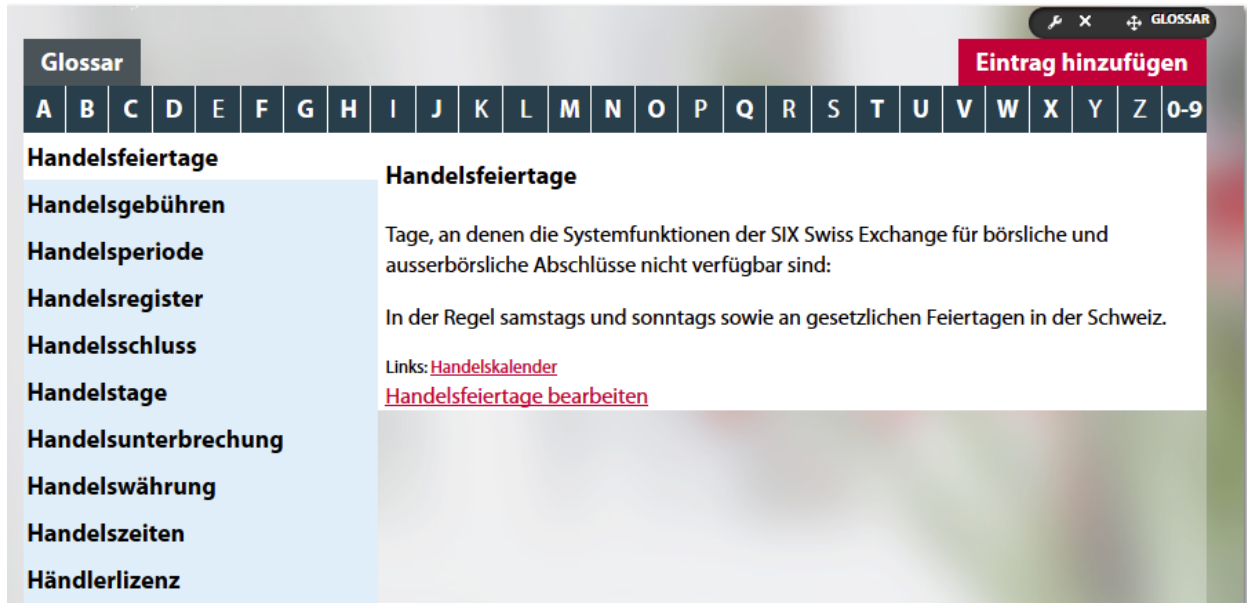 GLOSSAR
Glossar
Eintrag hinzufügen
A B C D E F G H I J K L M N O P Q R S T U V W X Y Z 0-9
Handelsfeiertage
Handelsgebühren
Handelsperiode
Handelsregister
Handelsschluss
Handelstage
Handelsunterbrechung
Handelswährung
Handelszeiten
Händlerlizenz
Handelsfeiertage
Tage, an denen die Systemfunktionen der SIX Swiss Exchange für börsliche und
ausserbörsliche Abschlüsse nicht verfügbar sind:
In der Regel samstags und sonntags sowie an gesetzlichen Feiertagen in der Schweiz.
Links: Handelskalender
Handelsfeiertage bearbeiten